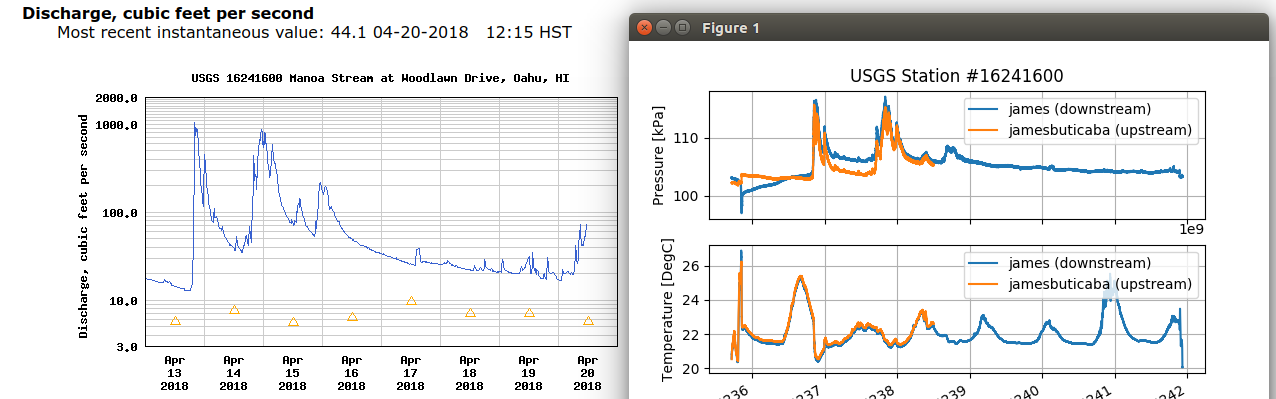 Discharge, cubic feet per second
Most recent instantaneous value: 44.1 04-20-2018 12:15 HST
USGS 16241600 Manoa Stream at Woodlawn Drive, Oahu, HI
Discharge, cubic feet per second
2000.0
1000.0
100.0
10.0
3.0
Apr 13 2018
Apr 14 2018
Apr 15 2018
Apr 16 2018
Apr 17 2018
Apr 18 2018
Apr 19 2018
Apr 20 2018
Figure 1
USGS Station #16241600
Pressure [kPa]
110
100
james (downstream)
jamesbuticaba (upstream)
1e9
Temperature [DegC]
26
24
22
20
james (downstream)
jamesbuticaba (upstream)
236
237
238
239
240
241
242